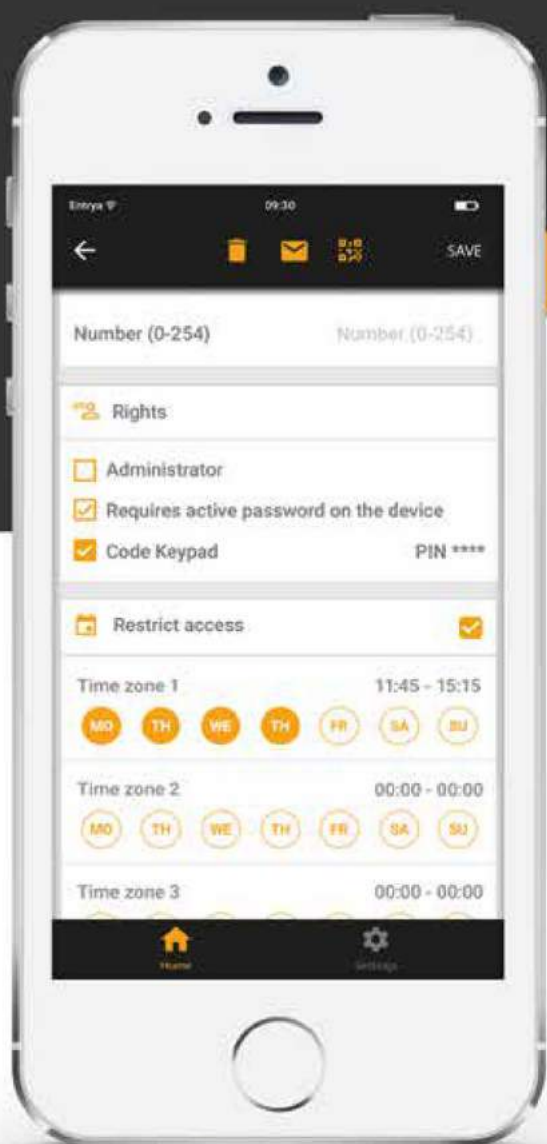 Entrya 09:30
SAVE
Number (0-254) Number (0-254)
Rights
Administrator
Requires active password on the device
Code Keypad PIN ****
Restrict access
Time zone 1 11:45 - 15:15
MO TH WE TH FR SA SU
Time zone 2 00:00 - 00:00
MO TH WE TH FR SA SU
Time zone 3 00:00 - 00:00
Home Settings